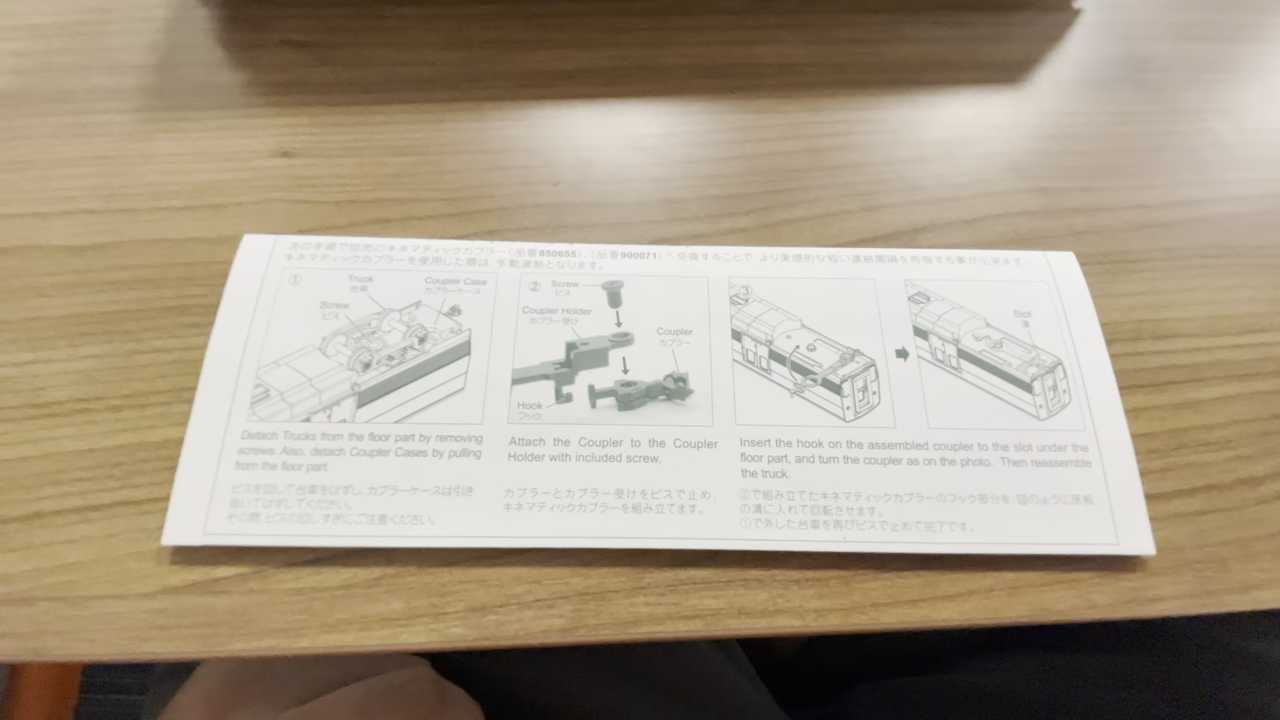 次の手順で別売のキネマティックカプラー(品番850655)、(品番900071)へ交換することで、より実感的な短い連結間隔を再現する事が出来ます。
キネマティックカプラーを使用した際は、手動連結となります。
①
Truck
台車
Coupler Case
カプラーケース
Screw
ビス
Detach Trucks from the floor part by removing
screws. Also, detach Coupler Cases by pulling
from the floor part.
ビスを回して台車をはずし、カプラーケースは引き
抜いてはずしてください。
その際、ビスの回しすぎにご注意ください。
②
Screw
ビス
Coupler Holder
カプラー受け
Coupler
カプラー
Hook
フック
Attach the Coupler to the Coupler
Holder with included screw.
カプラーとカプラー受けをビスで止め、
キネマティックカプラーを組み立てます。
③
Slot
溝
Insert the hook on the assembled coupler to the slot under the
floor part, and turn the coupler as on the photo. Then reassemble
the truck.
②で組み立てたキネマティックカプラーのフック部分を、図のように床板
の溝に入れて回転させます。
①で外した台車を再びビスで止めて完了です。